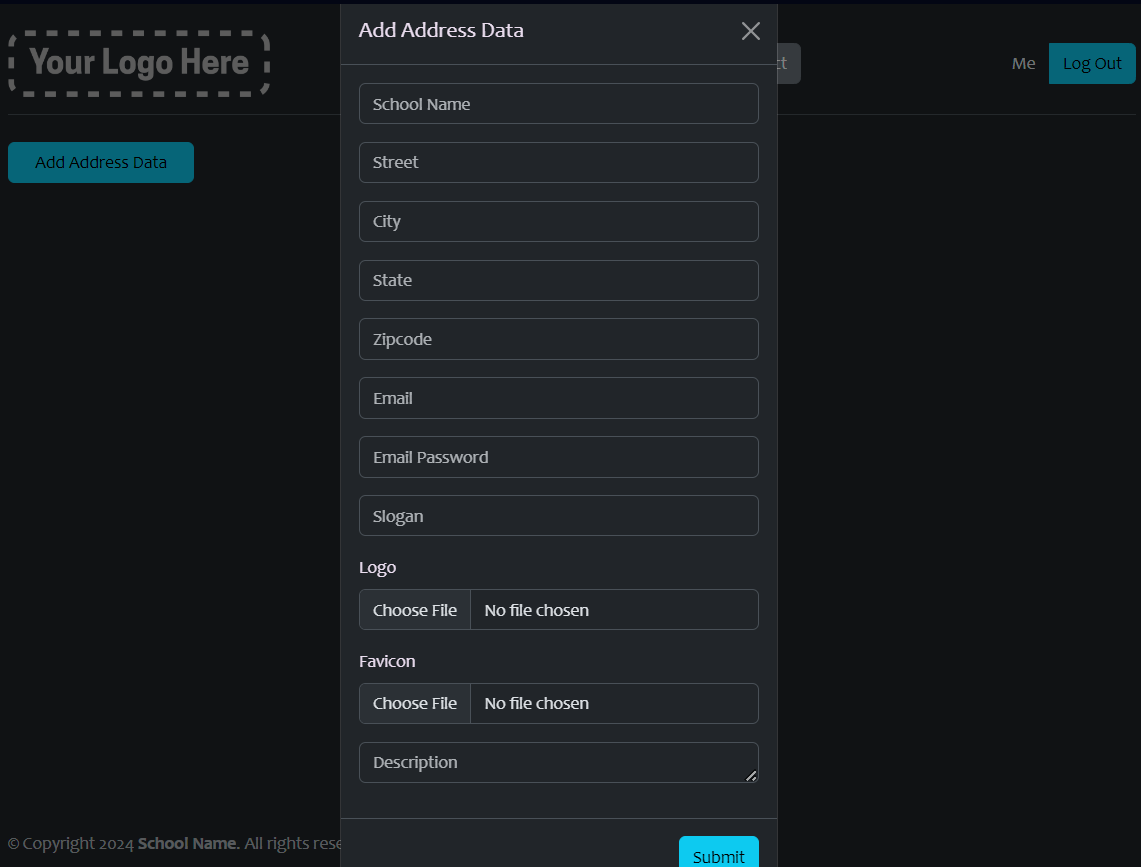 Add Address Data
Your Logo Here
ct
Me
Log Out
School Name
Add Address Data
Street
City
State
Zipcode
Email
Email Password
Slogan
Logo
Choose File No file chosen
Favicon
Choose File No file chosen
Description
© Copyright 2024 School Name. All rights rese
Submit